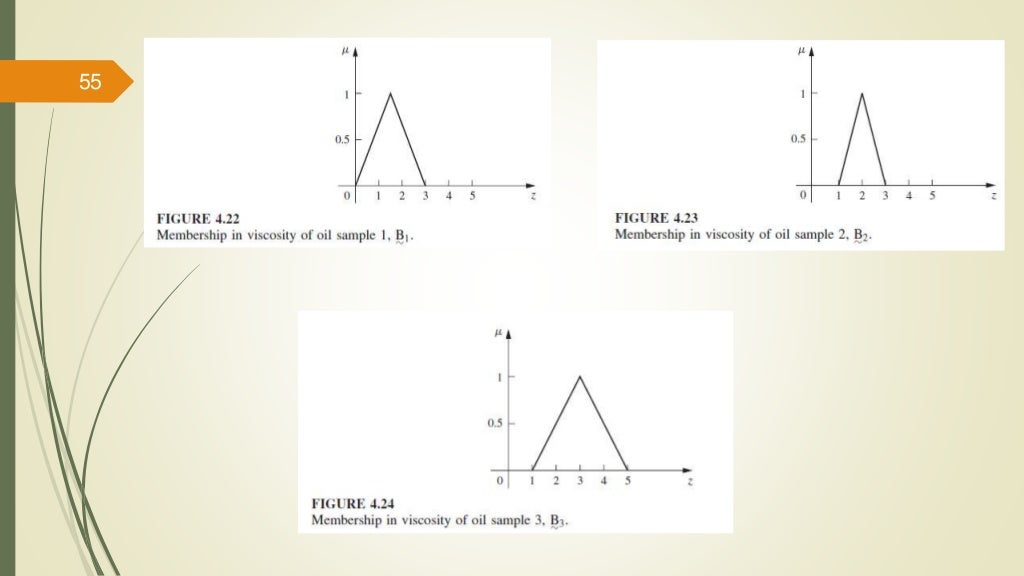 55
μ
1
0.5
0 1 2 3 4 5 z
FIGURE 4.22
Membership in viscosity of oil sample 1, B̰₁.
μ
1
0.5
0 1 2 3 4 5 z
FIGURE 4.23
Membership in viscosity of oil sample 2, B̰₂.
μ
1
0.5
0 1 2 3 4 5 z
FIGURE 4.24
Membership in viscosity of oil sample 3, B̰₃.